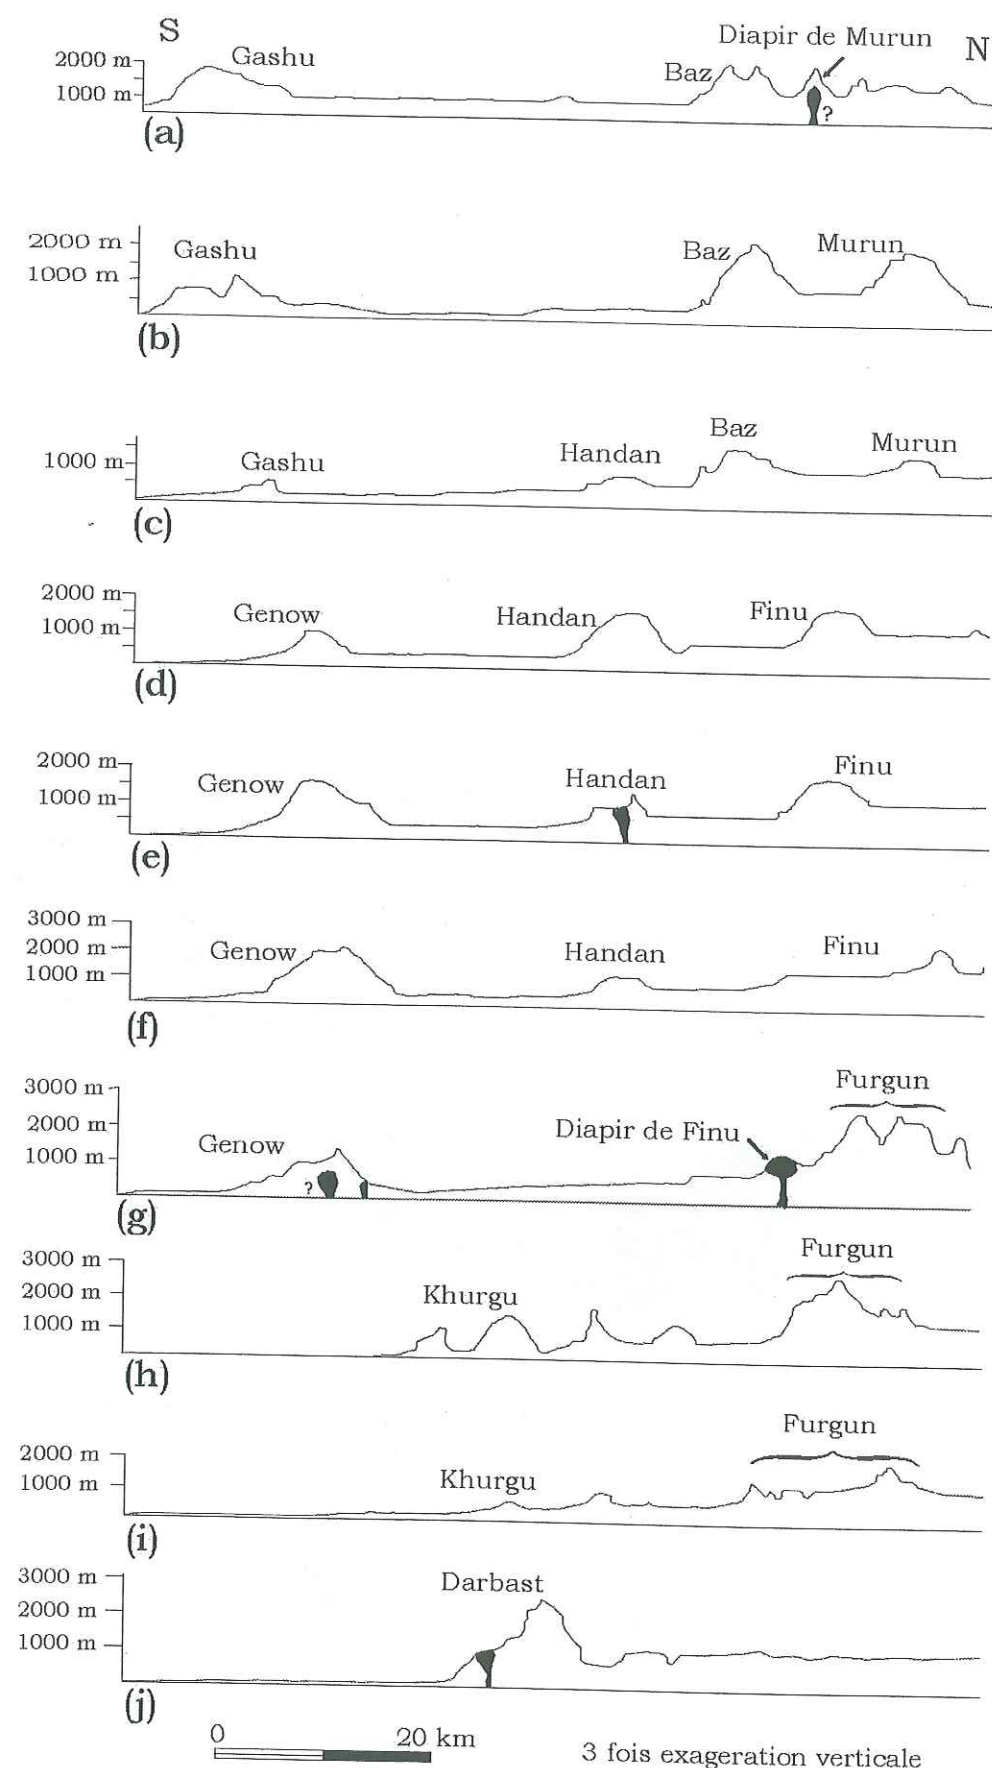 S
Gashu
Diapir de Murun
N
Baz
2000 m
1000 m
?
(a)
2000 m
1000 m
Gashu
Baz
Murun
(b)
1000 m
Gashu
Handan
Baz
Murun
(c)
2000 m
1000 m
Genow
Handan
Finu
(d)
2000 m
1000 m
Genow
Handan
Finu
(e)
3000 m
2000 m
1000 m
Genow
Handan
Finu
(f)
3000 m
2000 m
1000 m
Genow
Diapir de Finu
Furgun
?
(g)
3000 m
2000 m
1000 m
Khurgu
Furgun
(h)
2000 m
1000 m
Khurgu
Furgun
(i)
3000 m
2000 m
1000 m
Darbast
(j)
0
20 km
3 fois exageration verticale